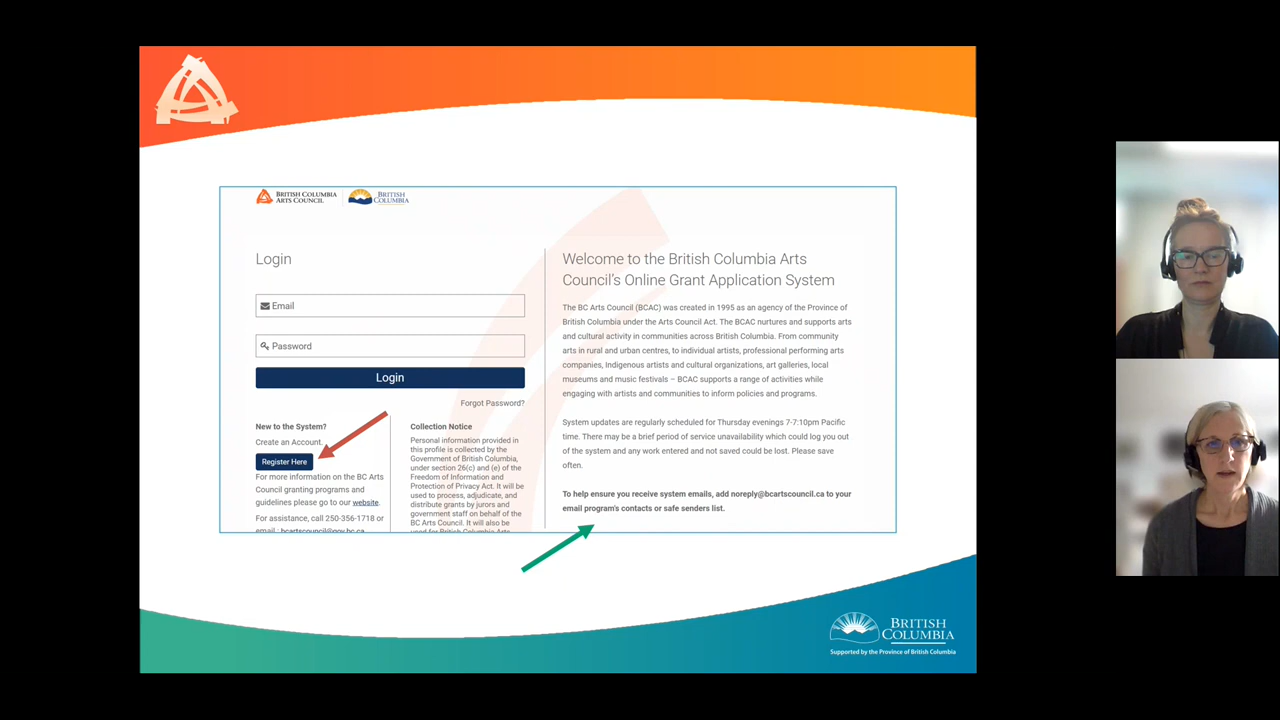 BRITISH COLUMBIA
ARTS COUNCIL
BRITISH
COLUMBIA
Login
Email
Password
Login
Forgot Password?
New to the System?
Create an Account.
Register Here
For more information on the BC Arts
Council granting programs and
guidelines please go to our website.
For assistance, call 250-356-1718 or
email : bcartscouncil@gov.bc.ca
Collection Notice
Personal information provided in
this profile is collected by the
Government of British Columbia,
under section 26(c) and (e) of the
Freedom of Information and
Protection of Privacy Act. It will be
used to process, adjudicate, and
distribute grants by jurors and
government staff on behalf of the
BC Arts Council. It will also be
used for British Columbia Arts
Welcome to the British Columbia Arts
Council's Online Grant Application System
The BC Arts Council (BCAC) was created in 1995 as an agency of the Province of
British Columbia under the Arts Council Act. The BCAC nurtures and supports arts
and cultural activity in communities across British Columbia. From community
arts in rural and urban centres, to individual artists, professional performing arts
companies, Indigenous artists and cultural organizations, art galleries, local
museums and music festivals – BCAC supports a range of activities while
engaging with artists and communities to inform policies and programs.
System updates are regularly scheduled for Thursday evenings 7-7:10pm Pacific
time. There may be a brief period of service unavailability which could log you out
of the system and any work entered and not saved could be lost. Please save
often.
To help ensure you receive system emails, add noreply@bcartscouncil.ca to your
email program's contacts or safe senders list.
BRITISH
COLUMBIA
Supported by the Province of British Columbia